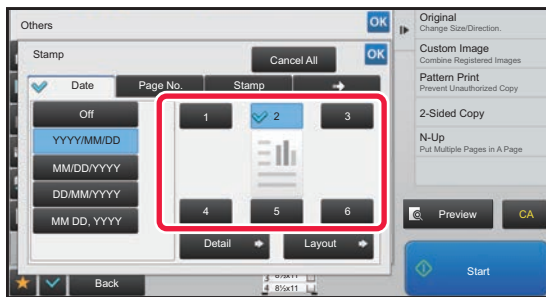 Others
OK
Stamp
Cancel All
OK
Date
Page No.
Stamp
Off
YYYY/MM/DD
MM/DD/YYYY
DD/MM/YYYY
MM DD, YYYY
1
2
3
4
5
6
Detail
Layout
Back
4 8½x11
Original
Change Size/Direction.
Custom Image
Combine Registered Images
Pattern Print
Prevent Unauthorized Copy
2-Sided Copy
N-Up
Put Multiple Pages in A Page
Preview
CA
Start